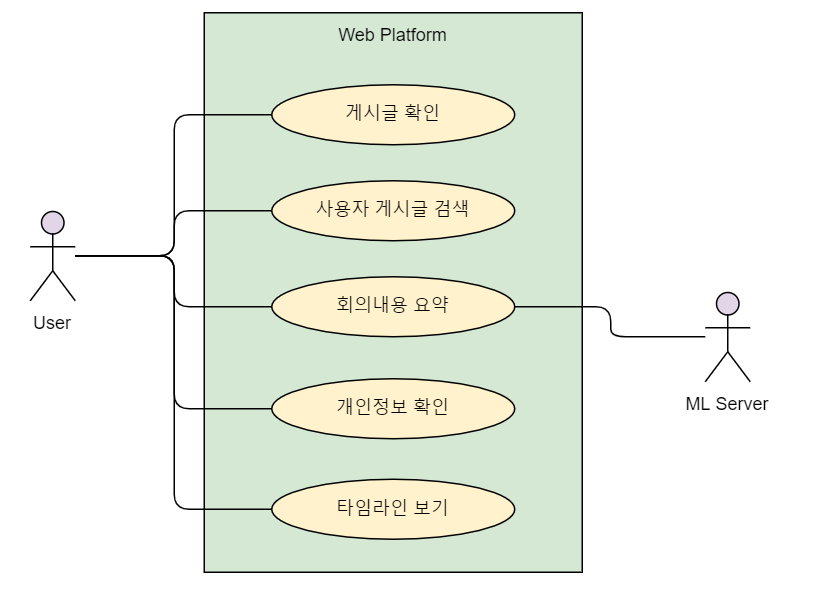 Web Platform
게시글 확인
사용자 게시글 검색
회의내용 요약
개인정보 확인
타임라인 보기
User
ML Server